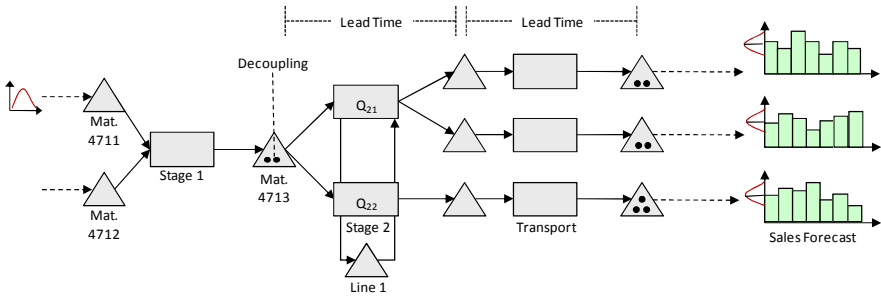 Lead Time
Lead Time
Decoupling
Q21
Mat.
4711
Stage 1
Mat.
4713
Mat.
4712
Q22
Stage 2
Transport
Line 1
Sales Forecast